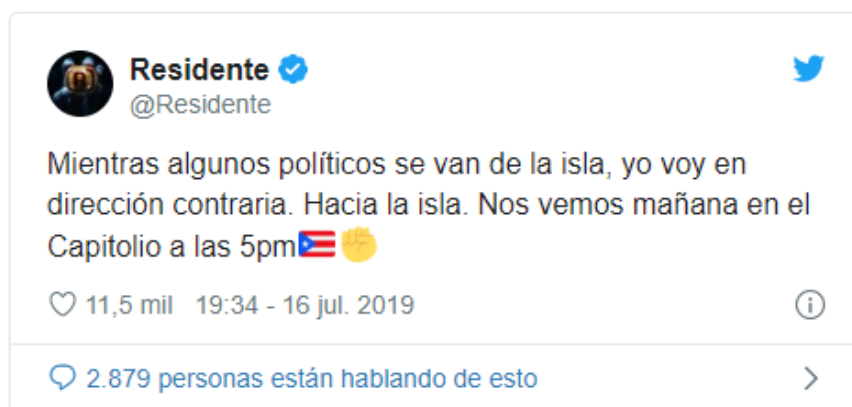 Residente
@Residente
Mientras algunos políticos se van de la isla, yo voy en
dirección contraria. Hacia la isla. Nos vemos mañana en el
Capitolio a las 5pm🇵🇷✊
11,5 mil 19:34 - 16 jul. 2019
2.879 personas están hablando de esto